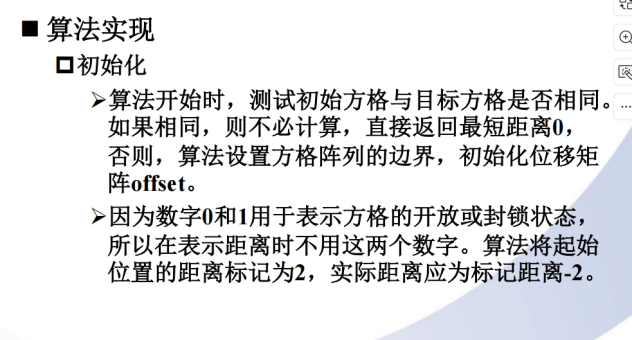 ■ 算法实现
□初始化
➢算法开始时，测试初始方格与目标方格是否相同。
如果相同，则不必计算，直接返回最短距离0，
否则，算法设置方格阵列的边界，初始化位移矩
阵offset。
➢因为数字0和1用于表示方格的开放或封锁状态，
所以在表示距离时不用这两个数字。算法将起始
位置的距离标记为2，实际距离应为标记距离-2。